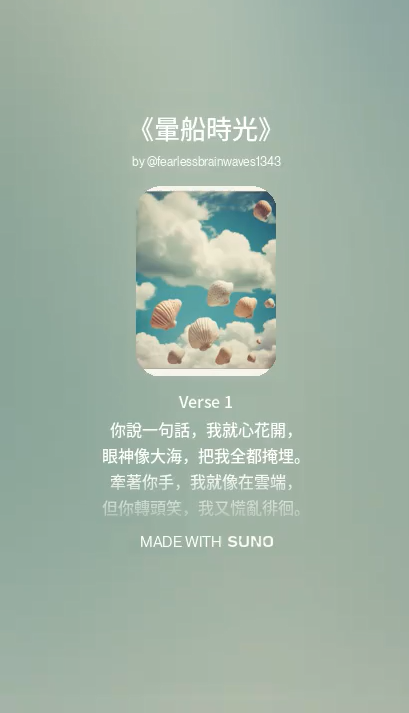 《暈船時光》
by @fearlessbrainwaves1343
Verse 1
你說一句話，我就心花開，
眼神像大海，把我全都掩埋。
牽著你手，我就像在雲端，
但你轉頭笑，我又慌亂徘徊。
MADE WITH SUNO